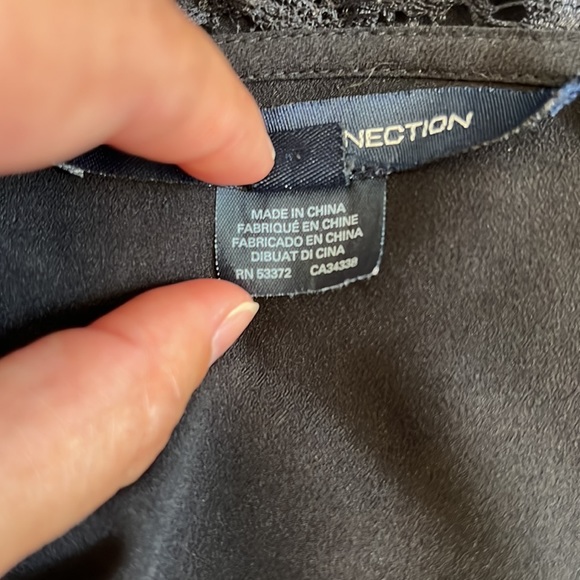 NECTION
MADE IN CHINA
FABRIQUÉ EN CHINE
FABRICADO EN CHINA
DIBUAT DI CINA
RN 53372 CA34338